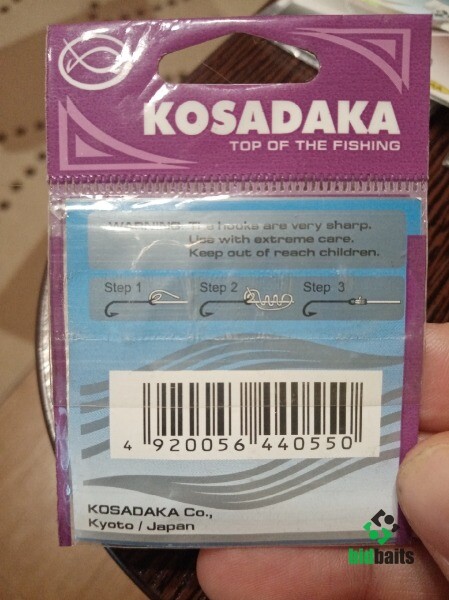 KOSADAKA
TOP OF THE FISHING
WARNING The hooks are very sharp.
Use with extreme care.
Keep out of reach children.
Step 1 Step 2 Step 3
4 920056 440550
KOSADAKA Co.,
Kyoto / Japan
bidbaits